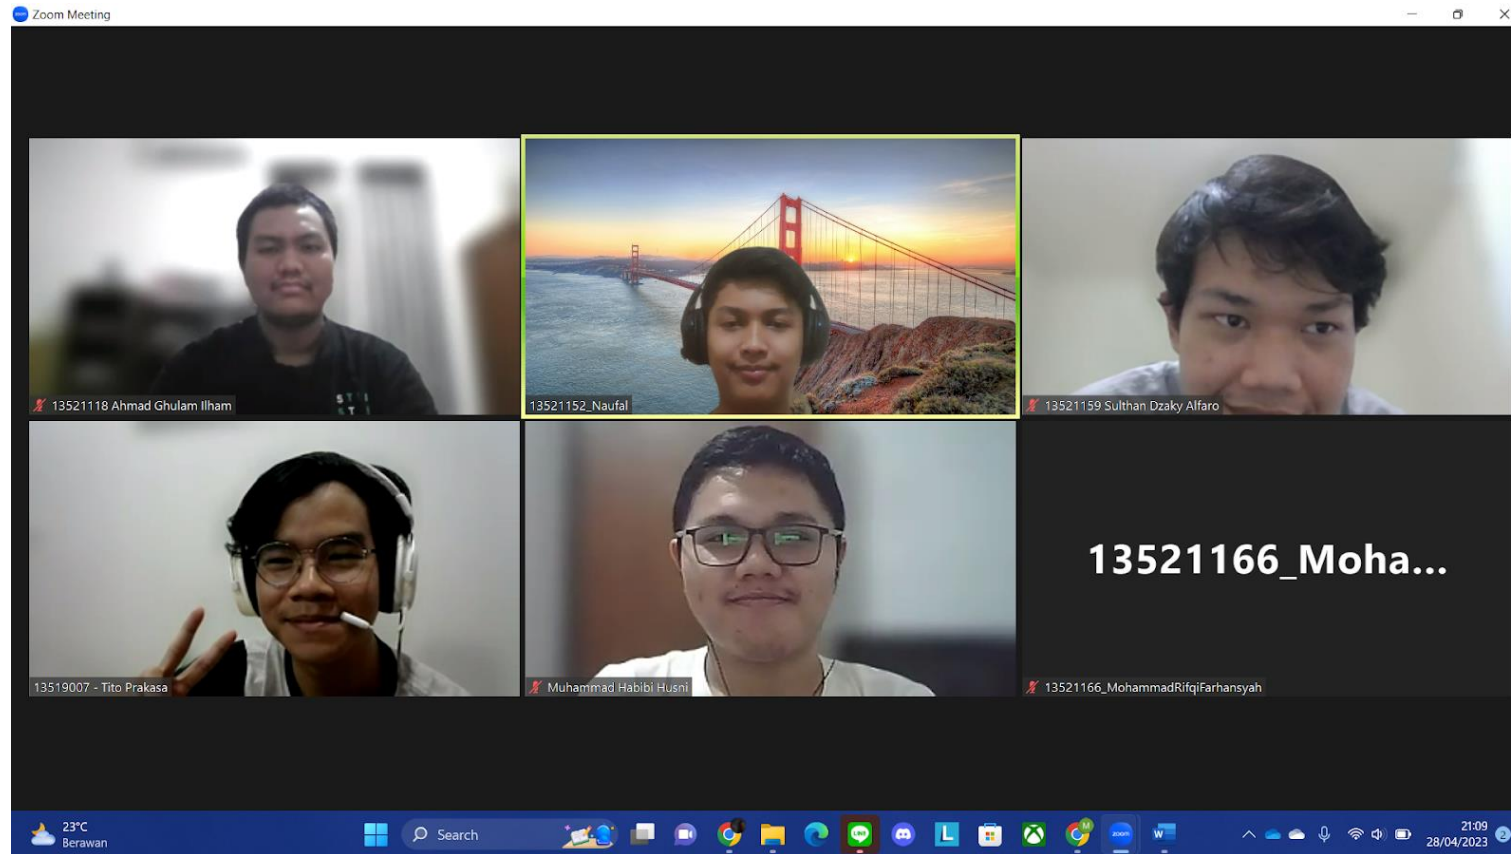 Zoom Meeting
13521118 Ahmad Ghulam Ilham
13521152_Naufal
13521159 Sulthan Dzaky Alfaro
13519007 - Tito Prakasa
Muhammad Habibi Husni
13521166_Moha...
13521166_MohammadRifqiFarhansyah
23°C
Berawan
Search
21:09
28/04/2023
2